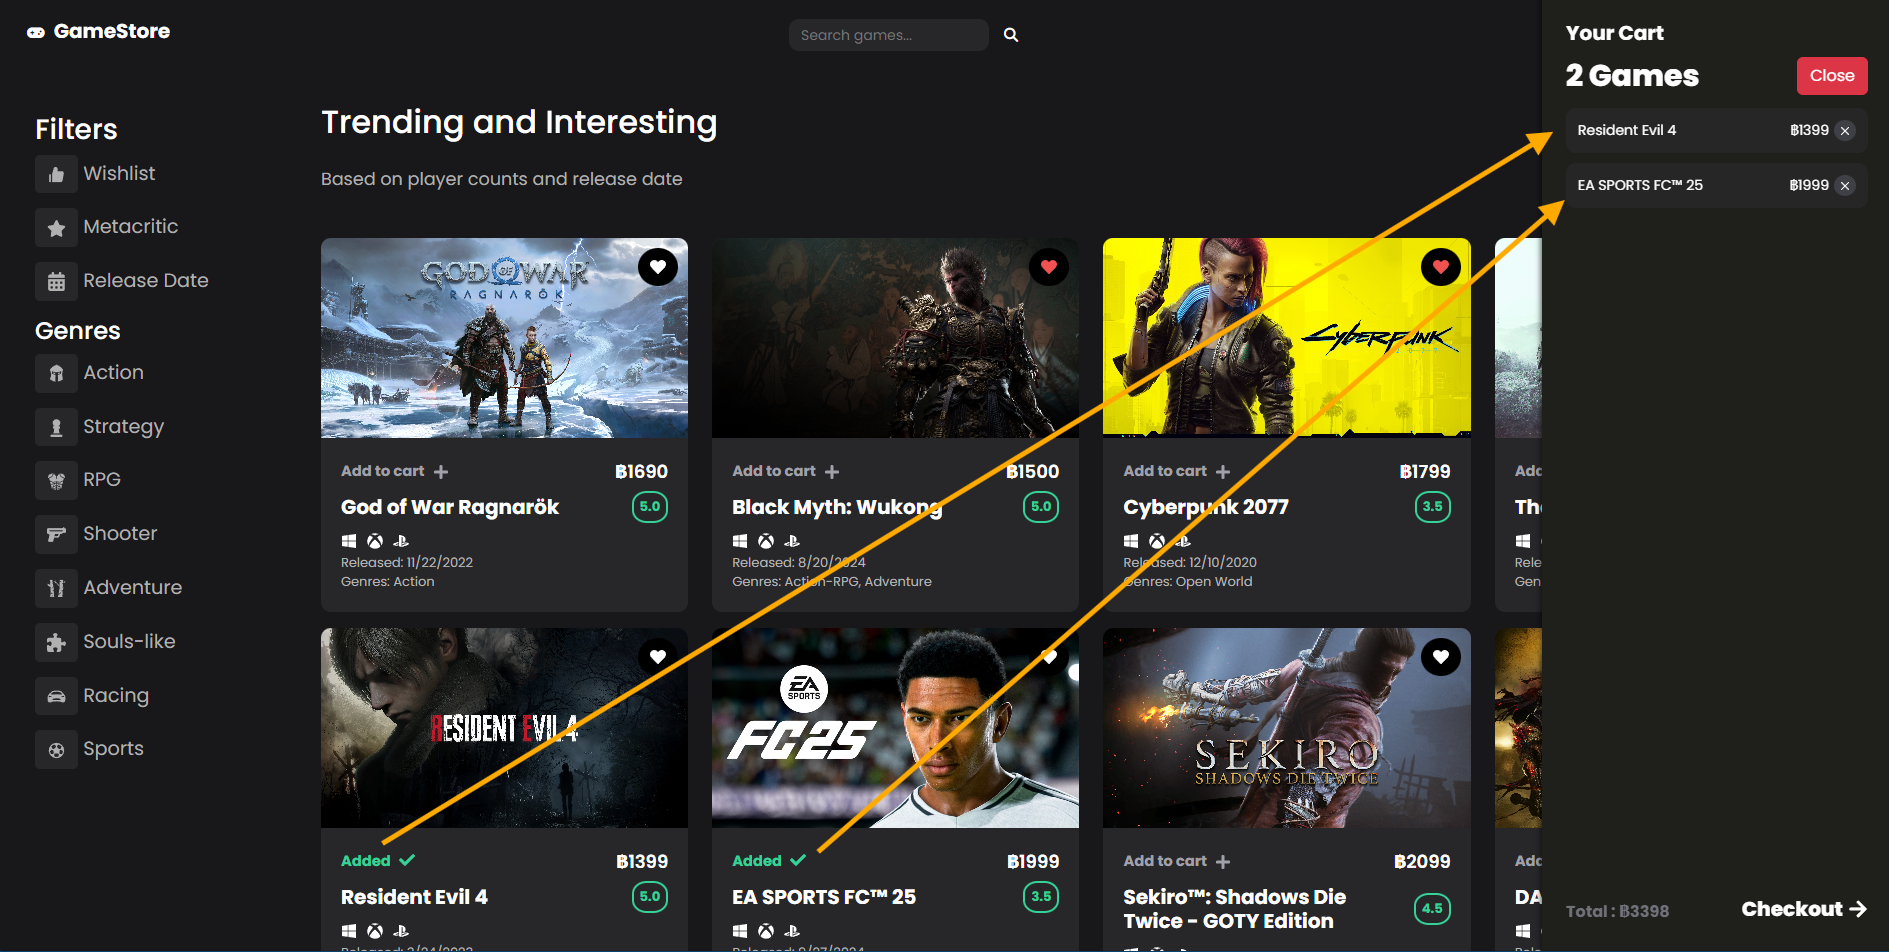 GameStore
Search games...
Filters
Wishlist
Metacritic
Release Date
Genres
Action
Strategy
RPG
Shooter
Adventure
Souls-like
Racing
Sports
Trending and Interesting
Based on player counts and release date
GOD OF WAR
RAGNARÖK
Add to cart ฿1690
God of War Ragnarök 5.0
Released: 11/22/2022
Genres: Action
Add to cart ฿1500
Black Myth: Wukong 5.0
Released: 8/20/2024
Genres: Action-RPG, Adventure
Cyberpunk
2077
Add to cart ฿1799
Cyberpunk 2077 3.5
Released: 12/10/2020
Genres: Open World
Add
The
Rele
Gen
RESIDENT EVIL 4
Added ฿1399
Resident Evil 4 5.0
Released: 3/24/2023
EA
SPORTS
FC25
Added ฿1999
EA SPORTS FC™ 25 3.5
Released: 9/27/2024
SEKIRO
SHADOWS DIE TWICE
Add to cart ฿2099
Sekiro™: Shadows Die
Twice - GOTY Edition 4.5
Add
DA
Your Cart
2 Games Close
Resident Evil 4 ฿1399
EA SPORTS FC™ 25 ฿1999
Total : ฿3398 Checkout